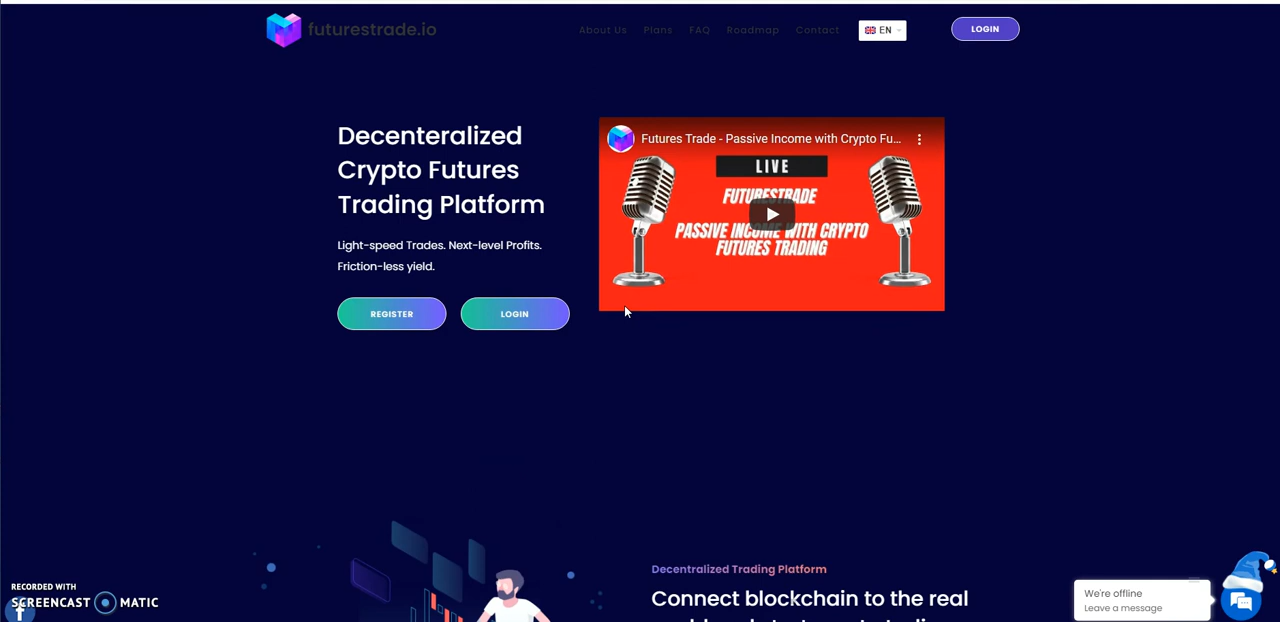 futurestrade.io
About Us Plans FAQ Roadmap Contact EN LOGIN
Decenteralized
Crypto Futures
Trading Platform
Light-speed Trades. Next-level Profits.
Friction-less yield.
REGISTER LOGIN
Futures Trade - Passive Income with Crypto Fu...
LIVE
FUTURESTRADE
PASSIVE INCOME WITH CRYPTO
FUTURES TRADING
Decentralized Trading Platform
Connect blockchain to the real
We're offline
Leave a message
RECORDED WITH
SCREENCAST MATIC